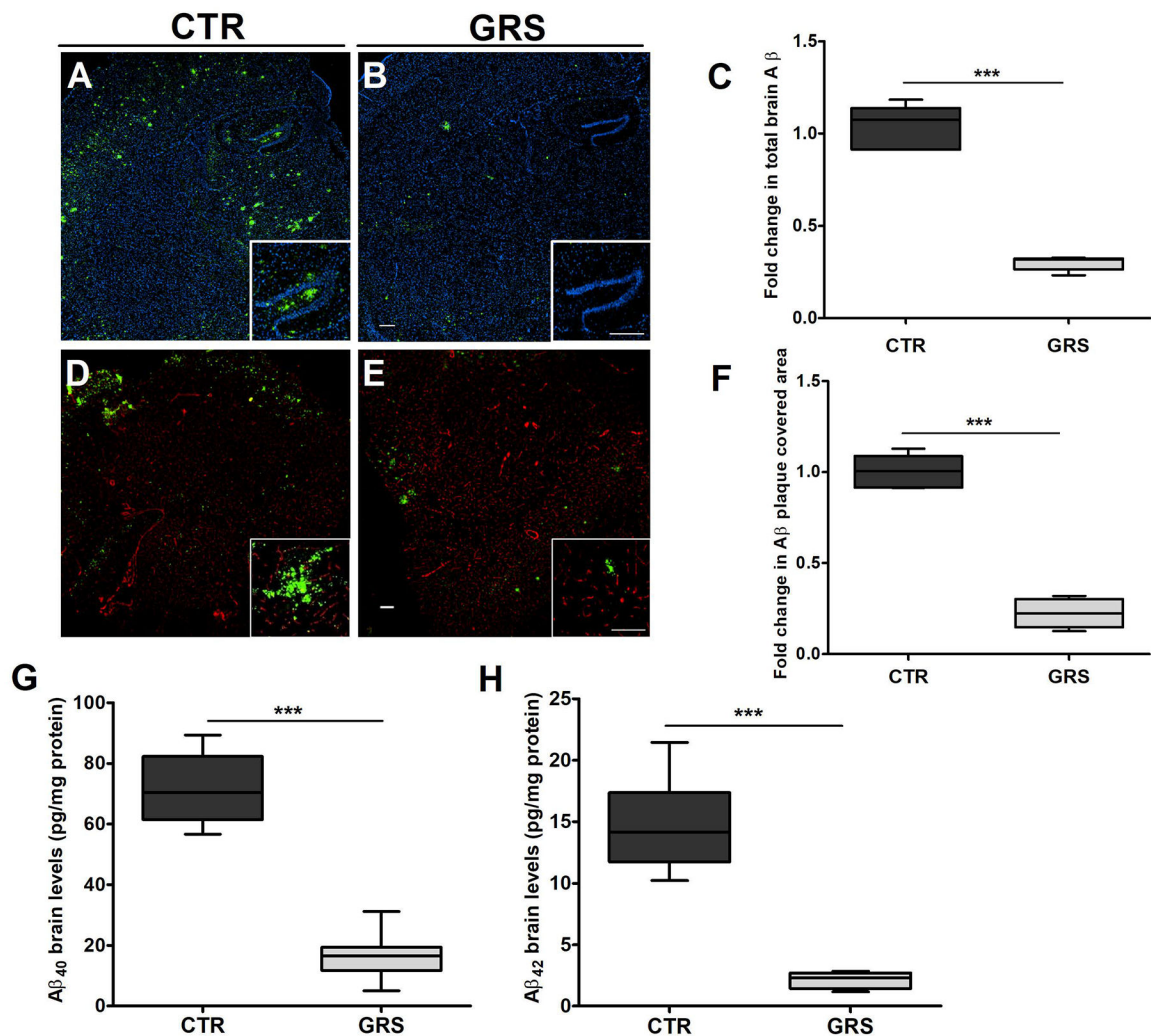 CTR
GRS
A
B
C
Fold change in total brain A β
1.5
1.0
0.5
0.0
***
CTR
GRS
D
E
F
Fold change in Aβ plaque covered area
1.5
1.0
0.5
0.0
***
CTR
GRS
G
Aβ40 brain levels (pg/mg protein)
100
80
60
40
20
0
***
CTR
GRS
H
Aβ42 brain levels (pg/mg protein)
25
20
15
10
5
0
***
CTR
GRS